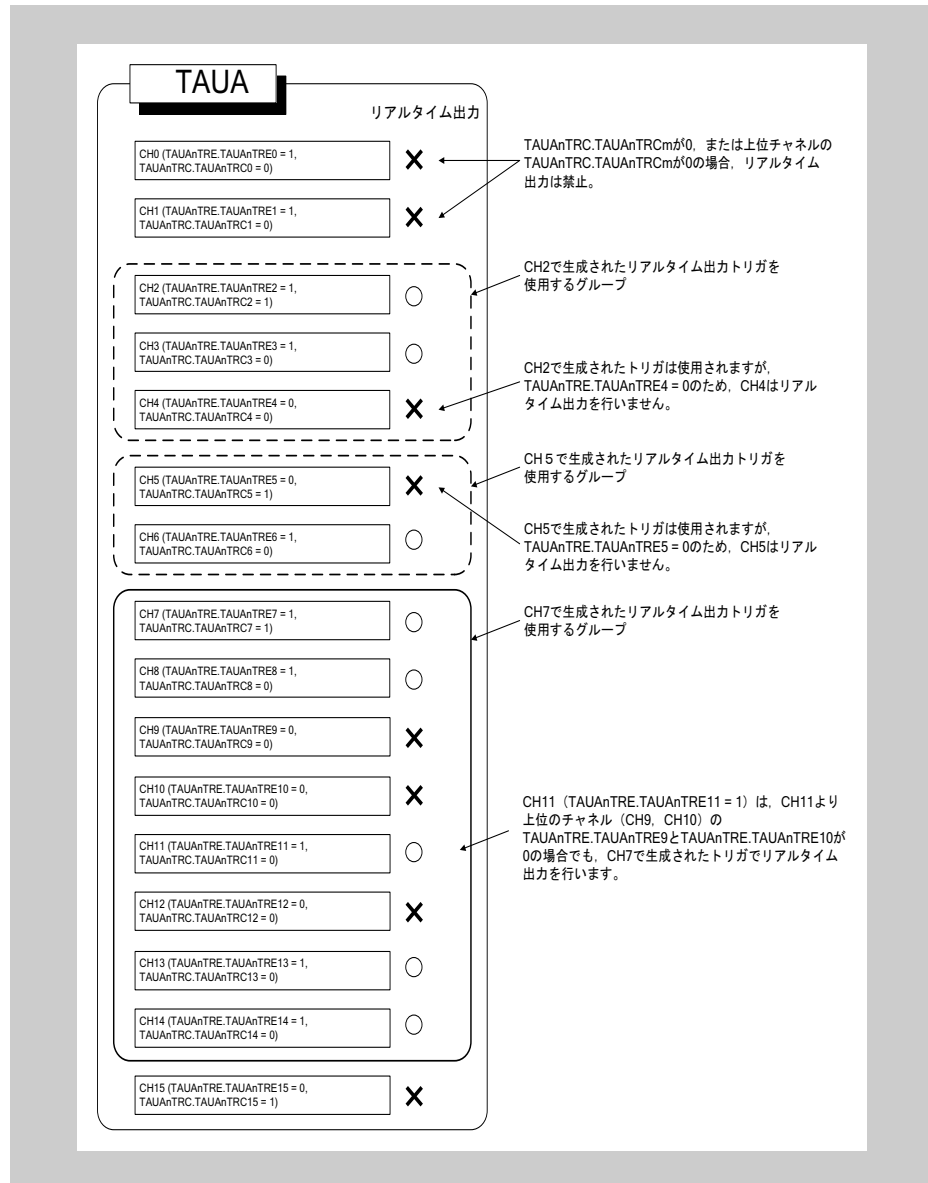 TAUA
リアルタイム出力
CH0 (TAUAnTRE.TAUAnTRE0 = 1,
TAUAnTRC.TAUAnTRC0 = 0)
TAUAnTRC.TAUAnTRCmが0，または上位チャネルの
TAUAnTRC.TAUAnTRCmが0の場合，リアルタイム
出力は禁止。
CH1 (TAUAnTRE.TAUAnTRE1 = 1,
TAUAnTRC.TAUAnTRC1 = 0)
CH2で生成されたリアルタイム出力トリガを
使用するグループ
CH2 (TAUAnTRE.TAUAnTRE2 = 1,
TAUAnTRC.TAUAnTRC2 = 1)
CH3 (TAUAnTRE.TAUAnTRE3 = 1,
TAUAnTRC.TAUAnTRC3 = 0)
CH2で生成されたトリガは使用されますが，
TAUAnTRE.TAUAnTRE4 = 0のため，CH4はリアル
タイム出力を行いません。
CH4 (TAUAnTRE.TAUAnTRE4 = 0,
TAUAnTRC.TAUAnTRC4 = 0)
CH５で生成されたリアルタイム出力トリガを
使用するグループ
CH5 (TAUAnTRE.TAUAnTRE5 = 0,
TAUAnTRC.TAUAnTRC5 = 1)
CH5で生成されたトリガは使用されますが，
TAUAnTRE.TAUAnTRE5 = 0のため，CH5はリアル
タイム出力を行いません。
CH6 (TAUAnTRE.TAUAnTRE6 = 1,
TAUAnTRC.TAUAnTRC6 = 0)
CH7で生成されたリアルタイム出力トリガを
使用するグループ
CH7 (TAUAnTRE.TAUAnTRE7 = 1,
TAUAnTRC.TAUAnTRC7 = 1)
CH8 (TAUAnTRE.TAUAnTRE8 = 1,
TAUAnTRC.TAUAnTRC8 = 0)
CH9 (TAUAnTRE.TAUAnTRE9 = 0,
TAUAnTRC.TAUAnTRC9 = 0)
CH10 (TAUAnTRE.TAUAnTRE10 = 0,
TAUAnTRC.TAUAnTRC10 = 0)
CH11（TAUAnTRE.TAUAnTRE11 = 1）は，CH11より
上位のチャネル（CH9，CH10）の
TAUAnTRE.TAUAnTRE9とTAUAnTRE.TAUAnTRE10が
0の場合でも，CH7で生成されたトリガでリアルタイム
出力を行います。
CH11 (TAUAnTRE.TAUAnTRE11 = 1,
TAUAnTRC.TAUAnTRC11 = 0)
CH12 (TAUAnTRE.TAUAnTRE12 = 0,
TAUAnTRC.TAUAnTRC12 = 0)
CH13 (TAUAnTRE.TAUAnTRE13 = 1,
TAUAnTRC.TAUAnTRC13 = 0)
CH14 (TAUAnTRE.TAUAnTRE14 = 1,
TAUAnTRC.TAUAnTRC14 = 0)
CH15 (TAUAnTRE.TAUAnTRE15 = 0,
TAUAnTRC.TAUAnTRC15 = 1)